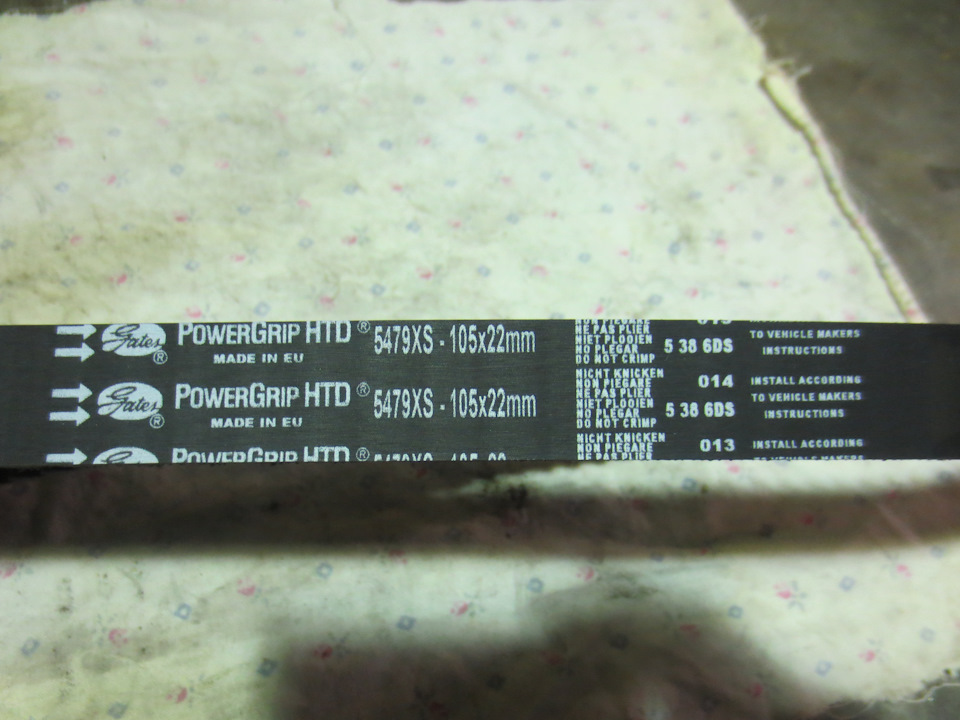 Gates ®
POWERGRIP HTD ®
MADE IN EU
5479XS - 105x22mm
NE PAS PLIER
NIET PLOOIEN
NO PLEGAR
DO NOT CRIMP
5 38 6DS
TO VEHICLE MAKERS
INSTRUCTIONS
Gates ®
POWERGRIP HTD ®
MADE IN EU
5479XS - 105x22mm
NICHT KNICKEN
NON PIEGARE
NE PAS PLIER
NIET PLOOIEN
NO PLEGAR
DO NOT CRIMP
014
5 38 6DS
INSTALL ACCORDING
TO VEHICLE MAKERS
INSTRUCTIONS
POWERGRIP HTD ®
NICHT KNICKEN
NON PIEGARE
NE PAS PLIER
013
INSTALL ACCORDING